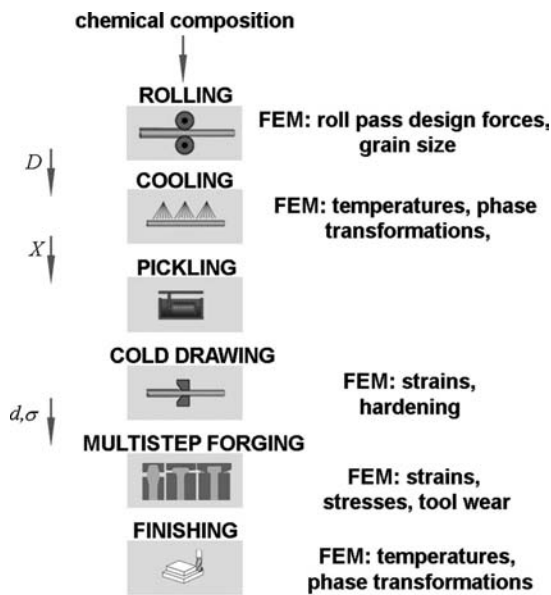 chemical composition
ROLLING
FEM: roll pass design forces,
grain size
D
COOLING
FEM: temperatures, phase
transformations,
X
PICKLING
COLD DRAWING
FEM: strains,
hardening
d,σ
MULTISTEP FORGING
FEM: strains,
stresses, tool wear
FINISHING
FEM: temperatures,
phase transformations